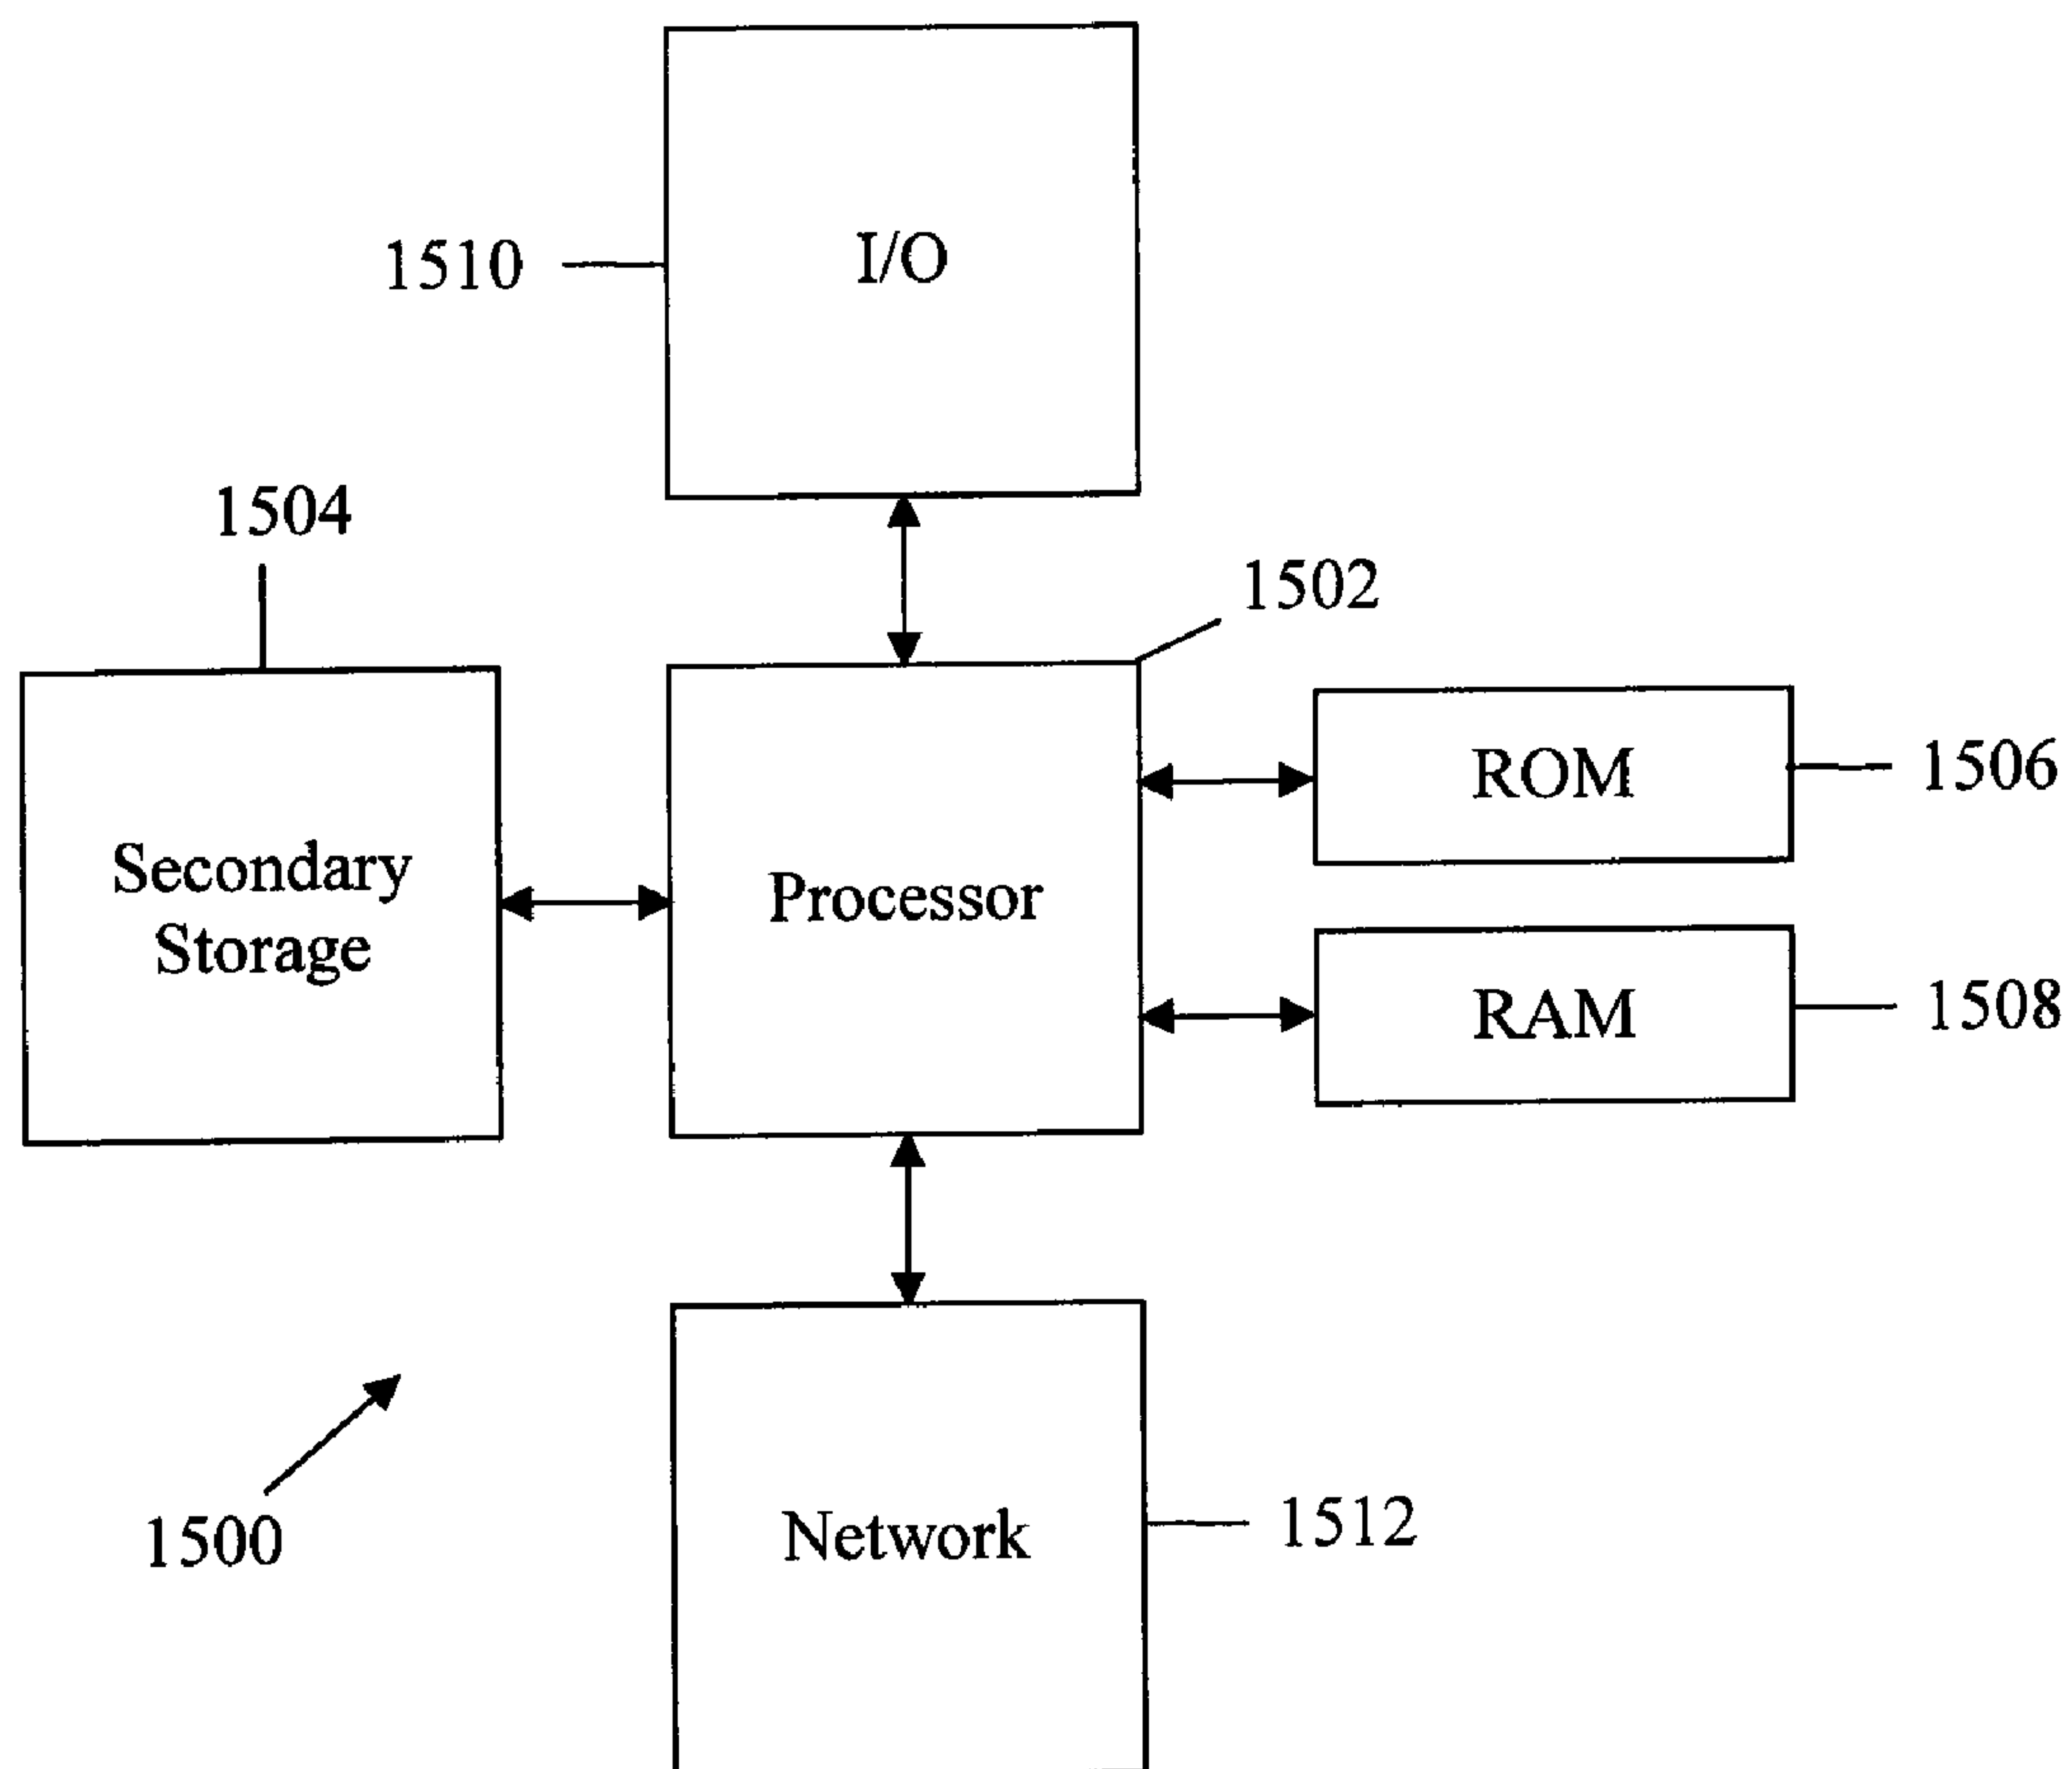 I/O
1510
1504
1502
ROM
1506
Secondary
Storage
Processor
RAM
1508
1500
Network
1512